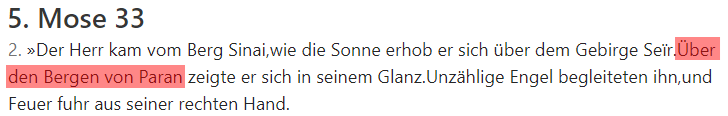 5. Mose 33
2. »Der Herr kam vom Berg Sinai,wie die Sonne erhob er sich über dem Gebirge Seïr.Über
den Bergen von Paran zeigte er sich in seinem Glanz.Unzählige Engel begleiteten ihn,und
Feuer fuhr aus seiner rechten Hand.